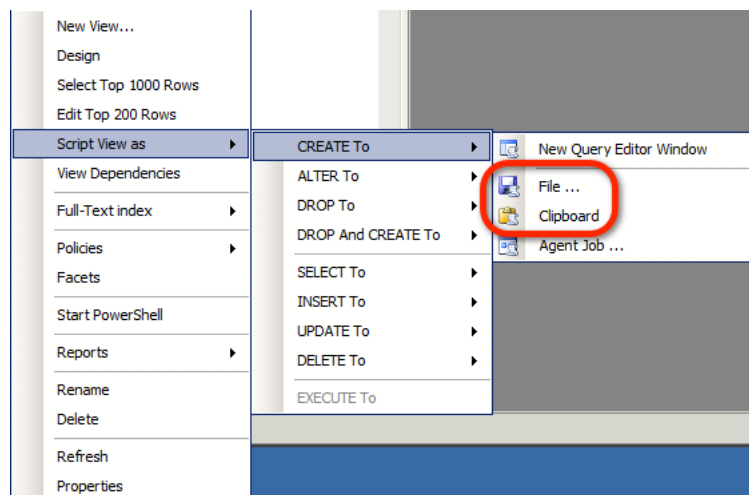 New View...
Design
Select Top 1000 Rows
Edit Top 200 Rows
Script View as
View Dependencies
Full-Text index
Policies
Facets
Start PowerShell
Reports
Rename
Delete
Refresh
Properties
CREATE To
ALTER To
DROP To
DROP And CREATE To
SELECT To
INSERT To
UPDATE To
DELETE To
EXECUTE To
New Query Editor Window
File ...
Clipboard
Agent Job ...